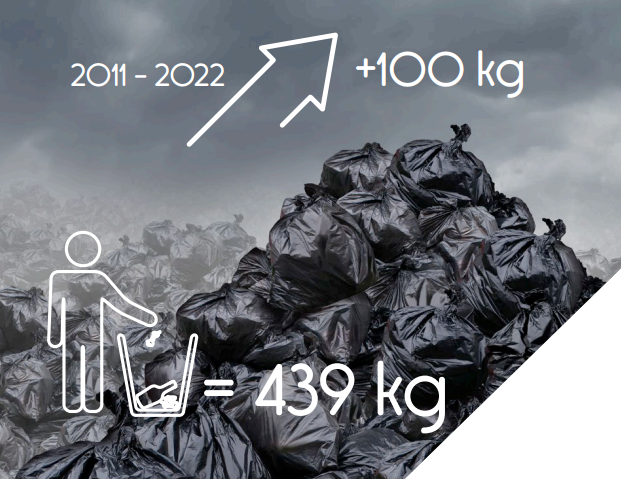 2011 - 2022
+100 kg
= 439 kg